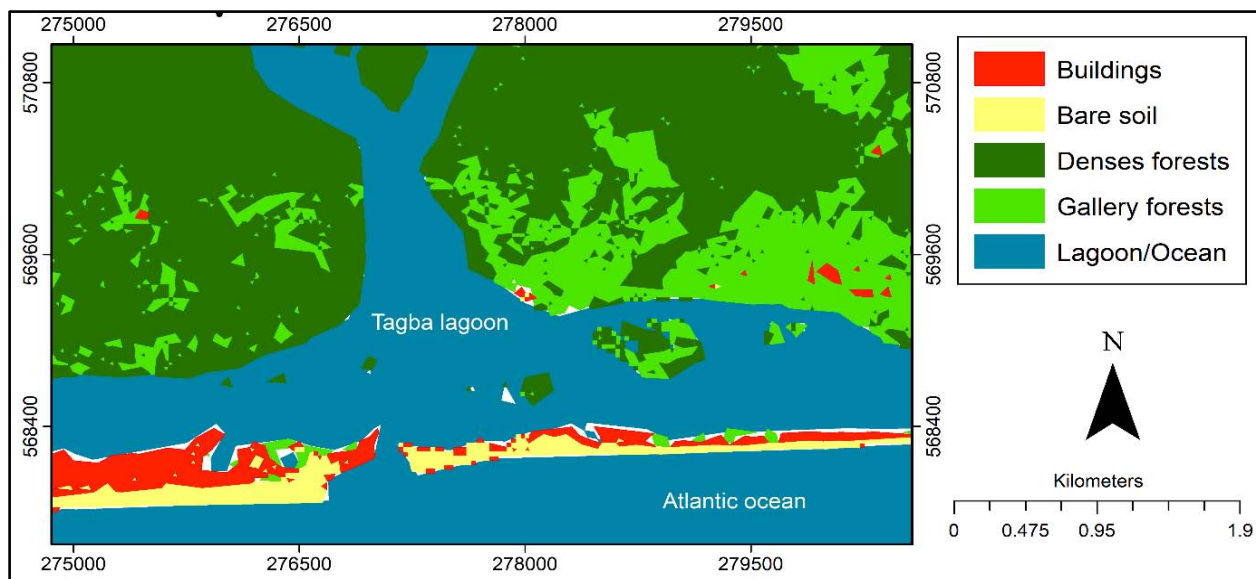 275000 276500 278000 279500
570800 570800
569600 569600
568400 568400
Tagba lagoon
Atlantic ocean
275000 276500 278000 279500
Buildings
Bare soil
Denses forests
Gallery forests
Lagoon/Ocean
N
Kilometers
0 0.475 0.95 1.9